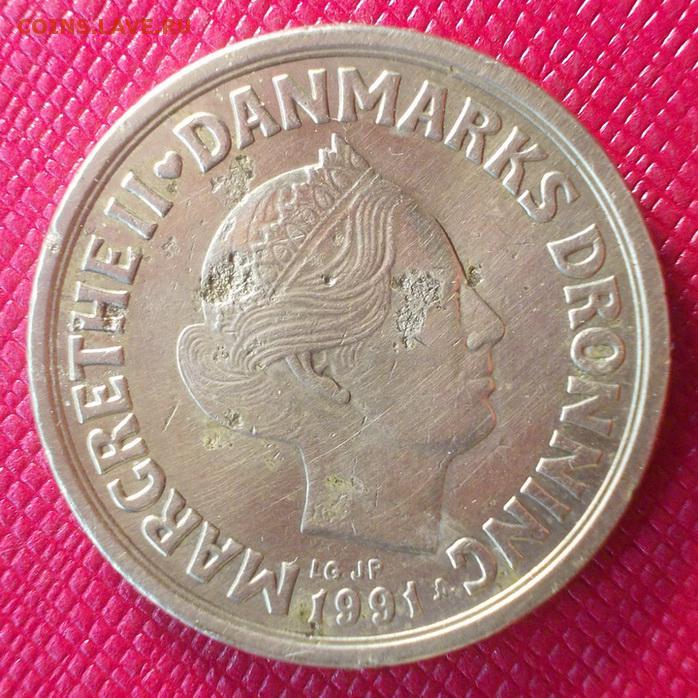 COINS.LAVE.RU
MARGRETHE II ♥ DANMARKS DRONNING
LG JP
1991 A